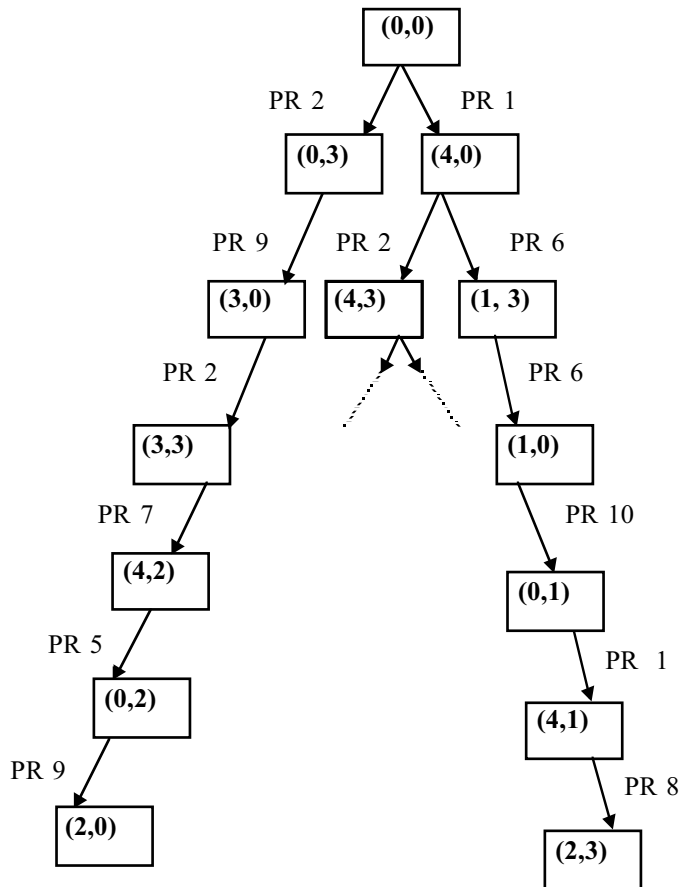 (0,0)
PR 2 PR 1
(0,3) (4,0)
PR 9 PR 2 PR 6
(3,0) (4,3) (1, 3)
PR 2 PR 6
(3,3) (1,0)
PR 7 PR 10
(4,2) (0,1)
PR 5 PR 1
(0,2) (4,1)
PR 9 PR 8
(2,0) (2,3)